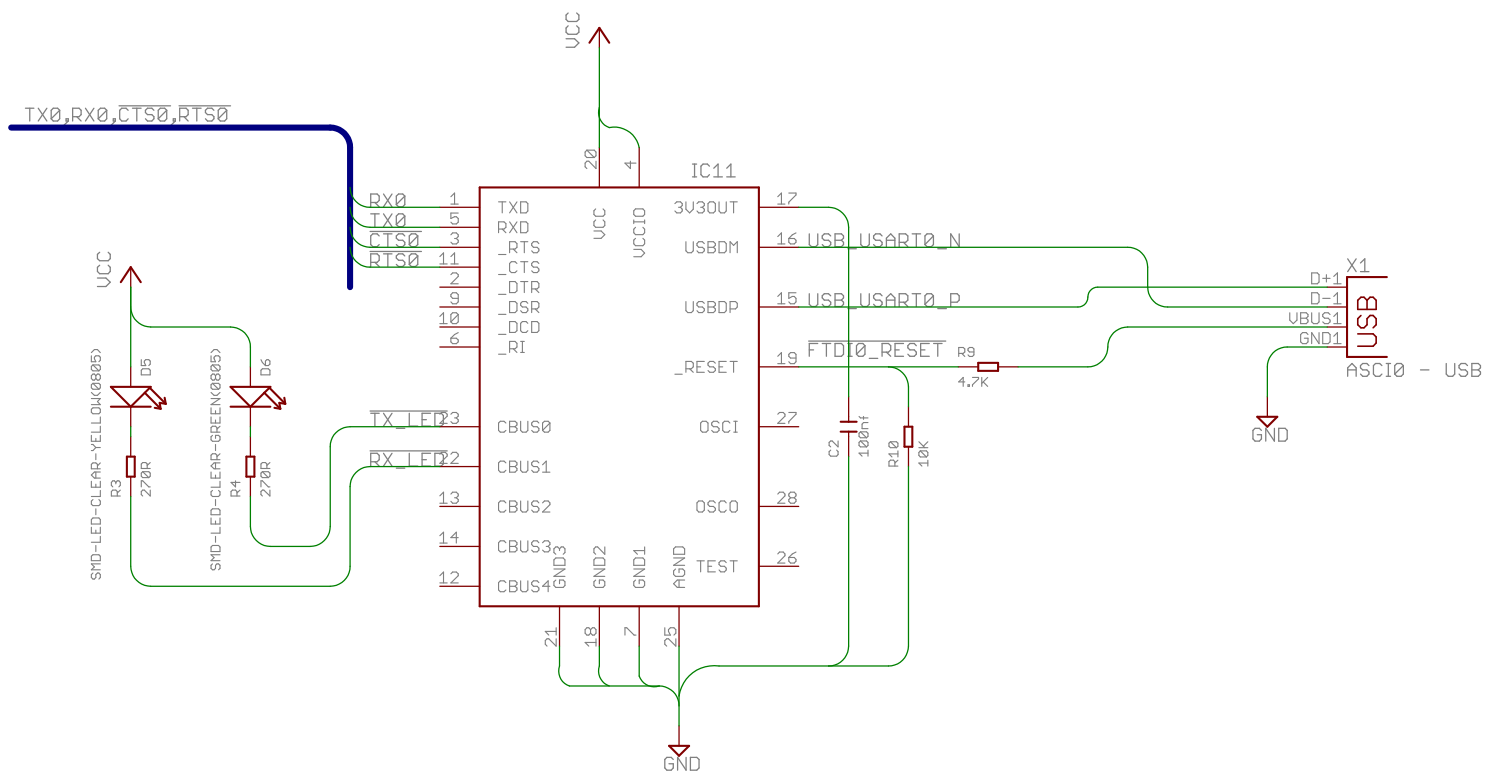 VCC
TX0,RX0,CTS0,RTS0
20
4
IC11
RX0
1
TXD
TX0
5
RXD
CTS0
3
_RTS
RTS0
11
_CTS
2
_DTR
9
_DSR
10
_DCD
6
_RI
VCC
VCCIO
3V3OUT
17
USBDM
16
USB_USART0_N
USBDP
15
USB_USART0_P
_RESET
19
FTDI0_RESET
R9
4.7K
X1
D+1
D-1
VBUS1
GND1
USB
ASCI0 - USB
GND
VCC
SMD-LED-CLEAR-YELLOW(0805)
D5
SMD-LED-CLEAR-GREEN(0805)
D6
R3
270R
R4
270R
TX_LED
23
CBUS0
RX_LED
22
CBUS1
13
CBUS2
14
CBUS3
12
CBUS4
OSCI
27
OSCO
28
TEST
26
C2
100nf
R10
10K
GND3
GND2
GND1
AGND
21
18
7
25
GND